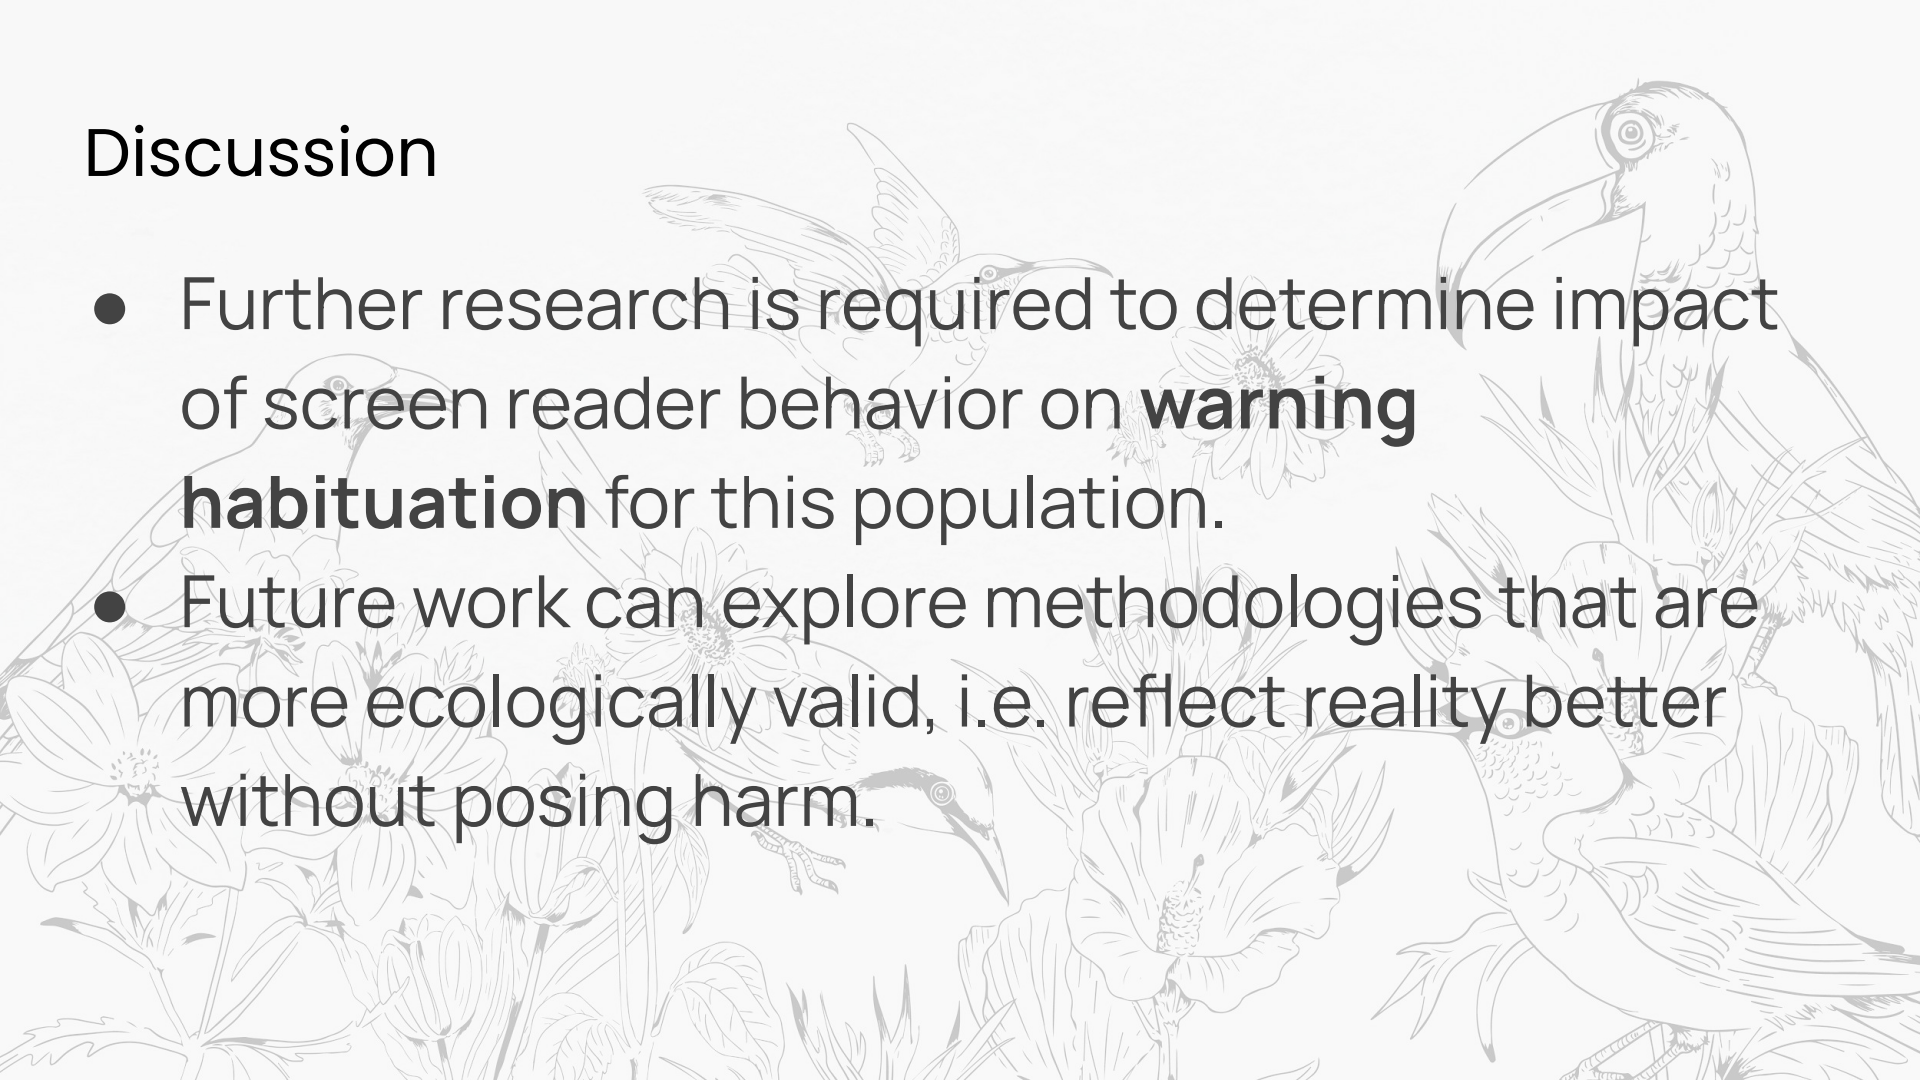 Discussion
● Further research is required to determine impact
of screen reader behavior on warning
habituation for this population.
● Future work can explore methodologies that are
more ecologically valid, i.e. reflect reality better
without posing harm.